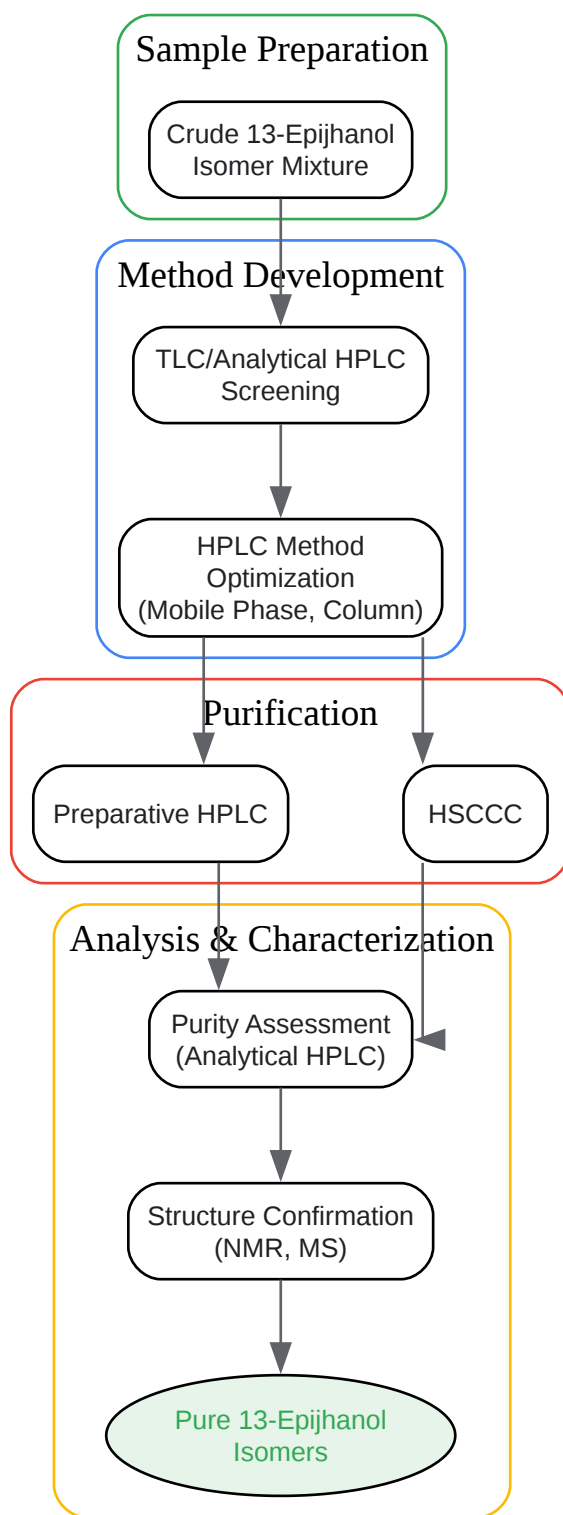 Sample Preparation
Crude 13-Epijhanol
Isomer Mixture
Method Development
TLC/Analytical HPLC
Screening
HPLC Method
Optimization
(Mobile Phase, Column)
Purification
Preparative HPLC
HSCCC
Analysis & Characterization
Purity Assessment
(Analytical HPLC)
Structure Confirmation
(NMR, MS)
Pure 13-Epijhanol
Isomers